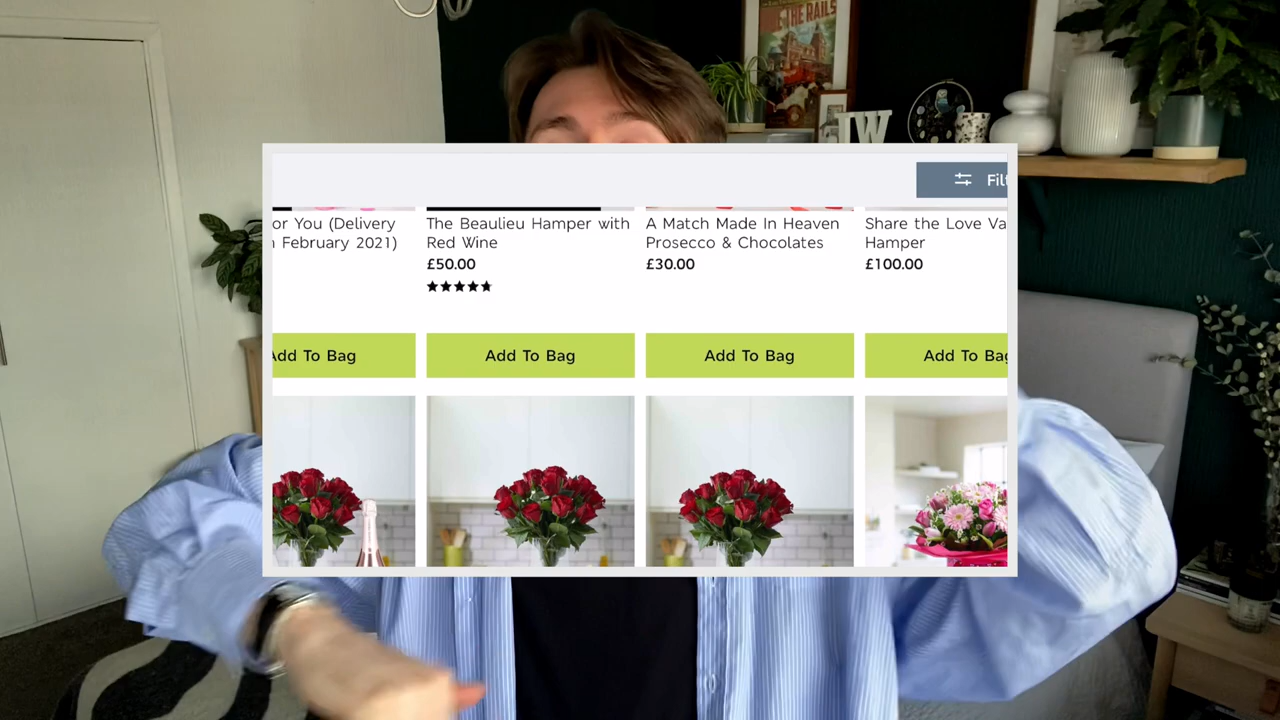 THE RAILS
IW
Filt
or You (Delivery
n February 2021)
The Beaulieu Hamper with
Red Wine
£50.00
A Match Made In Heaven
Prosecco & Chocolates
£30.00
Share the Love Va
Hamper
£100.00
Add To Bag
Add To Bag
Add To Bag
Add To Bag